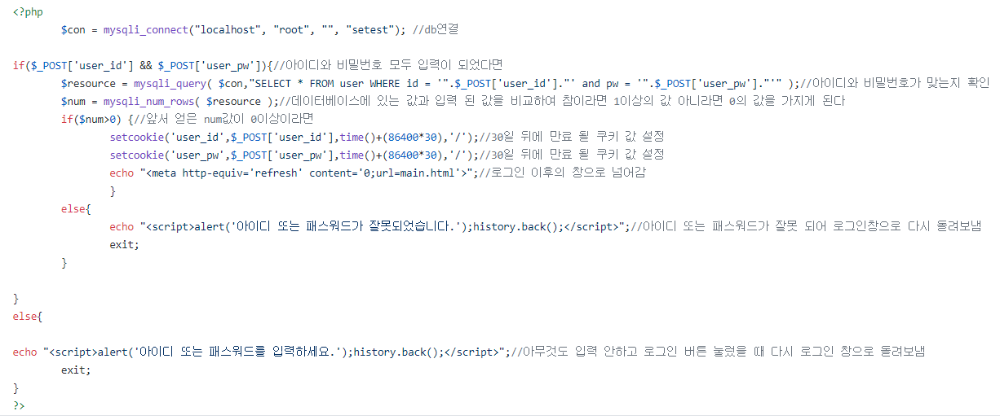 <?php
$con = mysqli_connect("localhost", "root", "", "setest"); //db연결
if($_POST['user_id'] && $_POST['user_pw']){//아이디와 비밀번호 모두 입력이 되었다면
$resource = mysqli_query( $con,"SELECT * FROM user WHERE id = '".$_POST['user_id']."' and pw = '".$_POST['user_pw']."'" );//아이디와 비밀번호가 맞는지 확인
$num = mysqli_num_rows( $resource );//데이터베이스에 있는 값과 입력 된 값을 비교하여 참이라면 1이상의 값 아니라면 0의 값을 가지게 된다
if($num>0) {//앞서 얻은 num값이 0이상이라면
setcookie('user_id',$_POST['user_id'],time()+(86400*30),'/');//30일 뒤에 만료 될 쿠키 값 설정
setcookie('user_pw',$_POST['user_pw'],time()+(86400*30),'/');//30일 뒤에 만료 될 쿠키 값 설정
echo "<meta http-equiv='refresh' content='0;url=main.html'>";//로그인 이후의 창으로 넘어감
}
else{
echo "<script>alert('아이디 또는 패스워드가 잘못되었습니다.');history.back();</script>";//아이디 또는 패스워드가 잘못 되어 로그인창으로 다시 돌려보냄
exit;
}
}
else{
echo "<script>alert('아이디 또는 패스워드를 입력하세요.');history.back();</script>";//아무것도 입력 안하고 로그인 버튼 눌렀을 때 다시 로그인 창으로 돌려보냄
exit;
}
?>